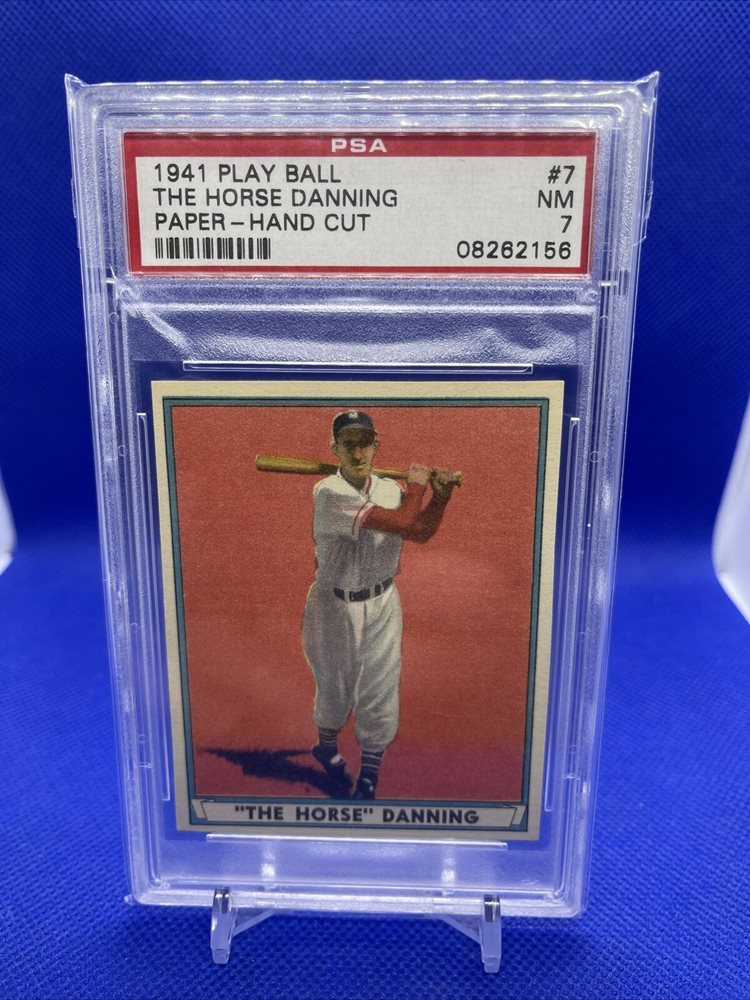 PSA
1941 PLAY BALL #7
THE HORSE DANNING NM
PAPER-HAND CUT 7
08262156
"THE HORSE" DANNING